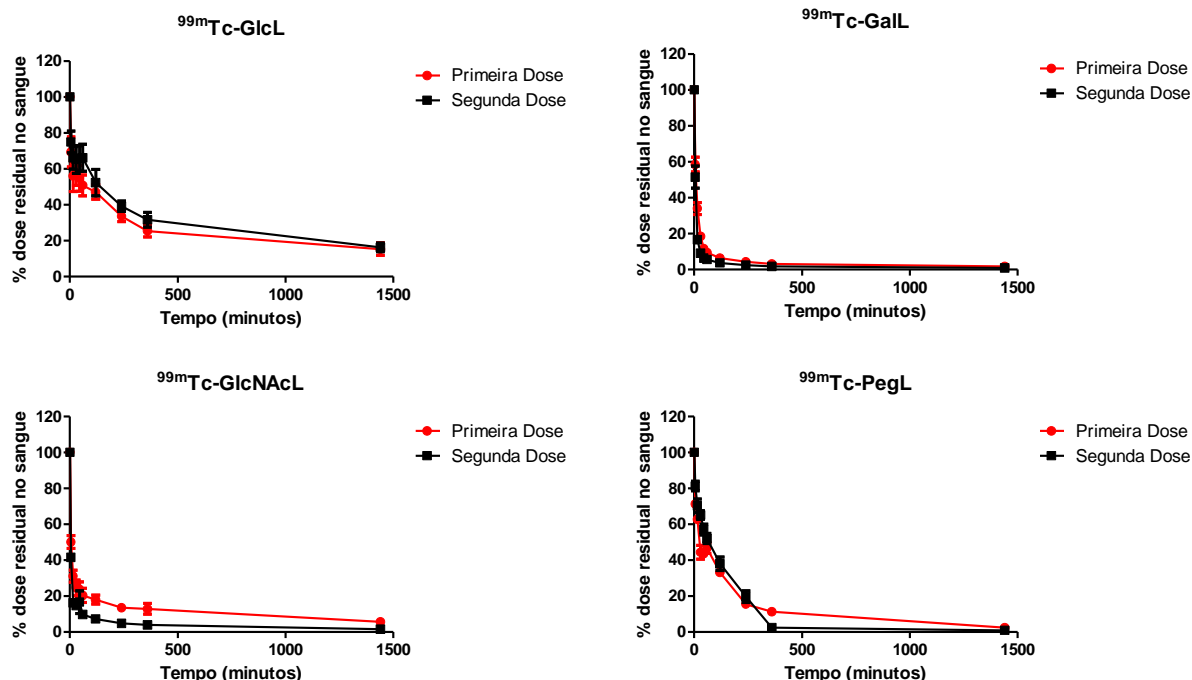 99mTc-GlcL
% dose residual no sangue
120
100
80
60
40
20
0
0 500 1000 1500
Tempo (minutos)
Primeira Dose
Segunda Dose
99mTc-GalL
% dose residual no sangue
120
100
80
60
40
20
0
0 500 1000 1500
Tempo (minutos)
Primeira Dose
Segunda Dose
99mTc-GlcNAcL
% dose residual no sangue
120
100
80
60
40
20
0
0 500 1000 1500
Tempo (minutos)
Primeira Dose
Segunda Dose
99mTc-PegL
% dose residual no sangue
120
100
80
60
40
20
0
0 500 1000 1500
Tempo (minutos)
Primeira Dose
Segunda Dose